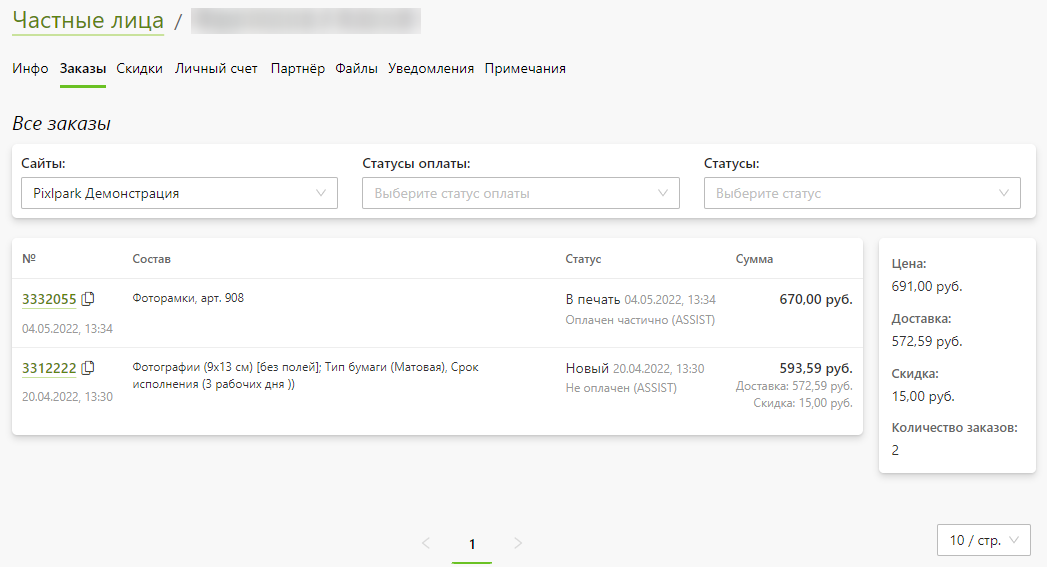 Частные лица /
Инфо Заказы Скидки Личный счет Партнёр Файлы Уведомления Примечания
Все заказы
Сайты: Статусы оплаты: Статусы:
Pixlpark Демонстрация Выберите статус оплаты Выберите статус
№ Состав Статус Сумма
3332055 Фоторамки, арт. 908 В печать 04.05.2022, 13:34 670,00 руб.
04.05.2022, 13:34 Оплачен частично (ASSIST)
3312222 Фотографии (9x13 см) [без полей]; Тип бумаги (Матовая), Срок Новый 20.04.2022, 13:30 593,59 руб.
исполнения (3 рабочих дня )) Не оплачен (ASSIST) Доставка: 572,59 руб.
20.04.2022, 13:30 Скидка: 15,00 руб.
Цена:
691,00 руб.
Доставка:
572,59 руб.
Скидка:
15,00 руб.
Количество заказов:
2
1
10 / стр.